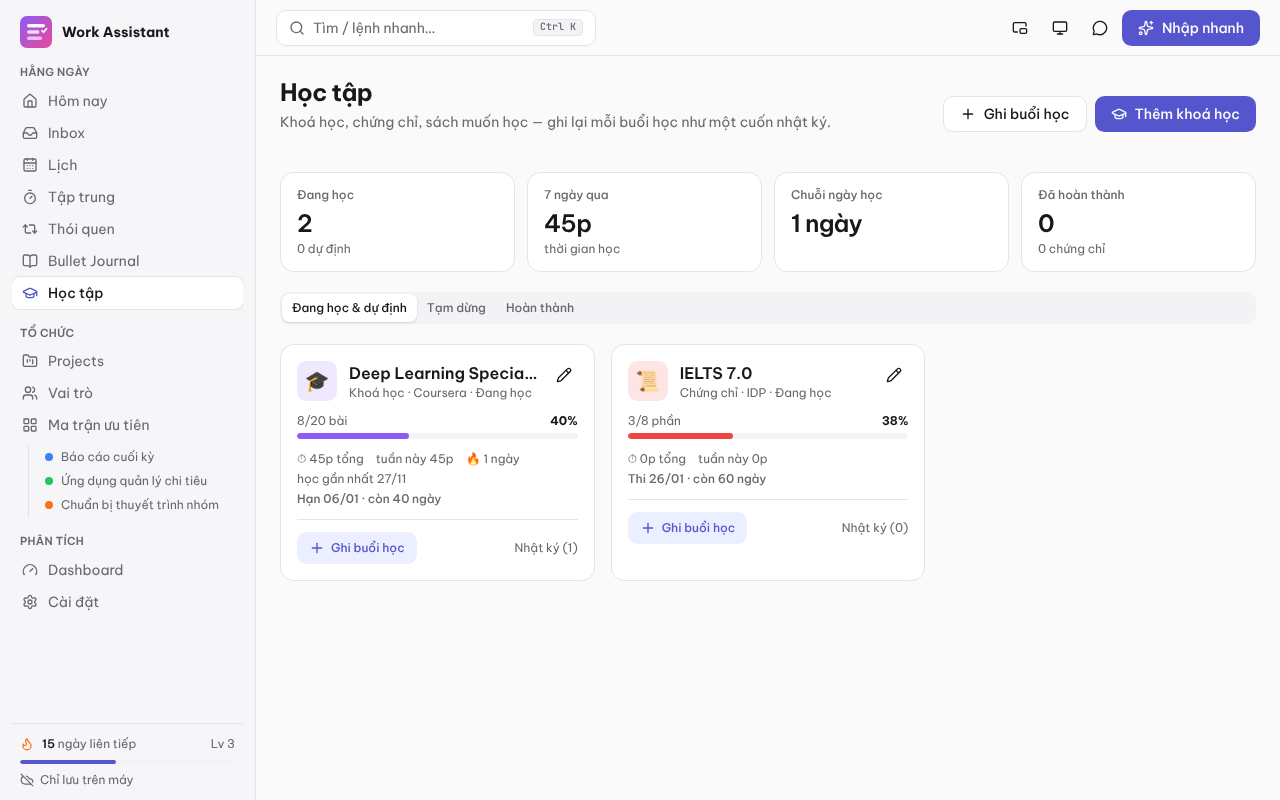 Work Assistant
HẰNG NGÀY
Hôm nay
Inbox
Lịch
Tập trung
Thói quen
Bullet Journal
Học tập
TỔ CHỨC
Projects
Vai trò
Ma trận ưu tiên
Báo cáo cuối kỳ
Ứng dụng quản lý chi tiêu
Chuẩn bị thuyết trình nhóm
PHÂN TÍCH
Dashboard
Cài đặt
15 ngày liên tiếp Lv 3
Chỉ lưu trên máy
Tìm / lệnh nhanh... Ctrl K
Nhập nhanh
Học tập
Khoá học, chứng chỉ, sách muốn học — ghi lại mỗi buổi học như một cuốn nhật ký.
Ghi buổi học
Thêm khoá học
Đang học
2
0 dự định
7 ngày qua
45p
thời gian học
Chuỗi ngày học
1 ngày
Đã hoàn thành
0
0 chứng chỉ
Đang học & dự định Tạm dừng Hoàn thành
Deep Learning Specia...
Khoá học · Coursera · Đang học
8/20 bài 40%
45p tổng tuần này 45p 1 ngày
học gần nhất 27/11
Hạn 06/01 · còn 40 ngày
Ghi buổi học Nhật ký (1)
IELTS 7.0
Chứng chỉ · IDP · Đang học
3/8 phần 38%
0p tổng tuần này 0p
Thi 26/01 · còn 60 ngày
Ghi buổi học Nhật ký (0)